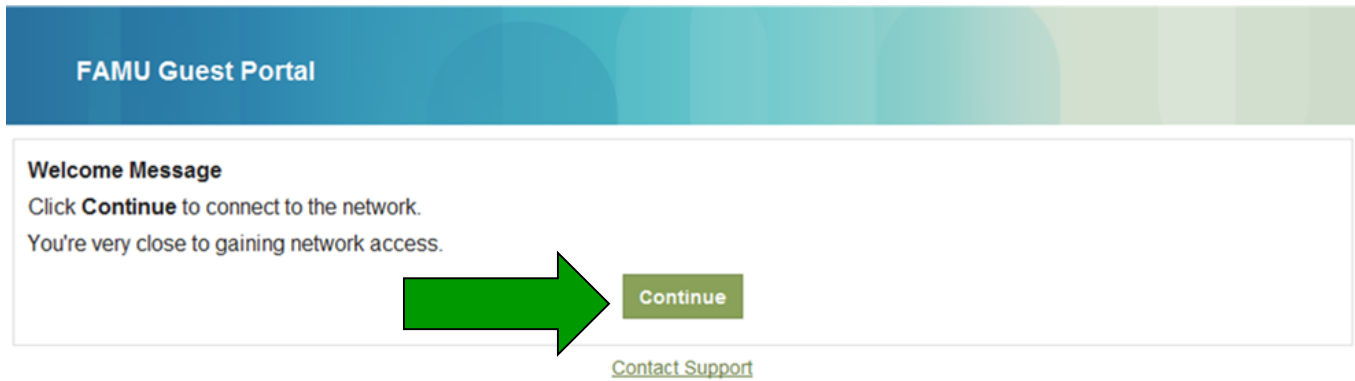 FAMU Guest Portal
Welcome Message
Click Continue to connect to the network.
You're very close to gaining network access.
Continue
Contact Support